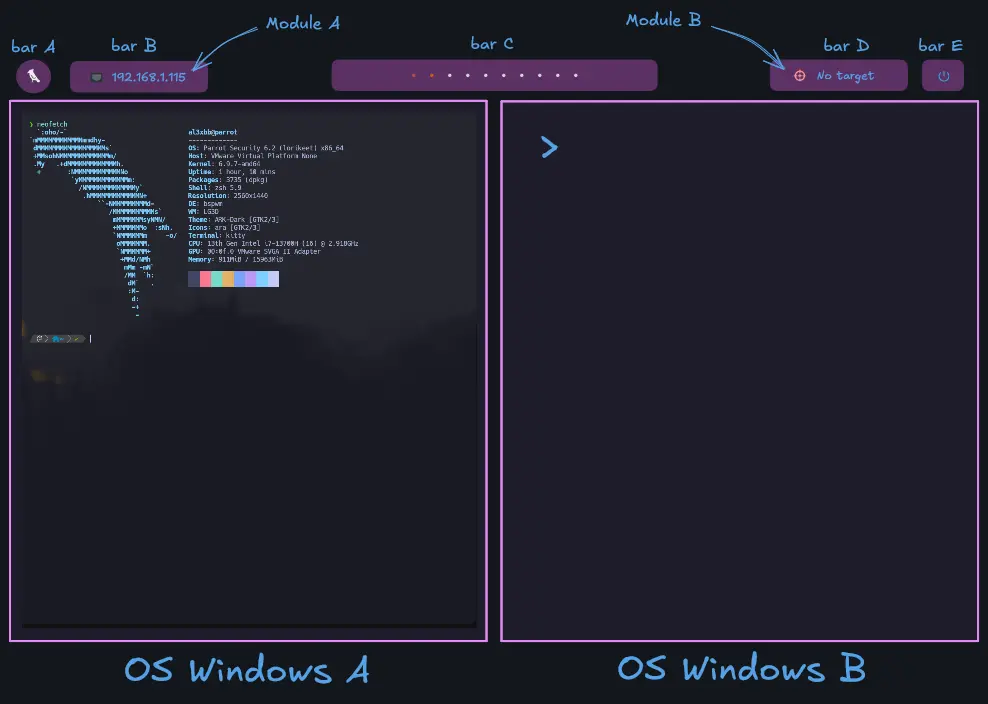 Module A
Module B
bar A
bar B
bar C
bar D
bar E
192.168.1.115
No target
❯ neofetch
el3xbb@parrot
-------------
OS: Parrot Security 6.2 (lorikeet) x86_64
Host: VMware Virtual Platform None
Kernel: 6.9.7-amd64
Uptime: 1 hour, 10 mins
Packages: 3735 (dpkg)
Shell: zsh 5.9
Resolution: 2560x1440
DE: bspwm
WM: LG3D
Theme: ARK-Dark [GTK2/3]
Icons: ara [GTK2/3]
Terminal: kitty
CPU: 13th Gen Intel i7-13700H (16) @ 2.918GHz
GPU: 00:0f.0 VMware SVGA II Adapter
Memory: 911MiB / 15963MiB
>
OS Windows A
OS Windows B